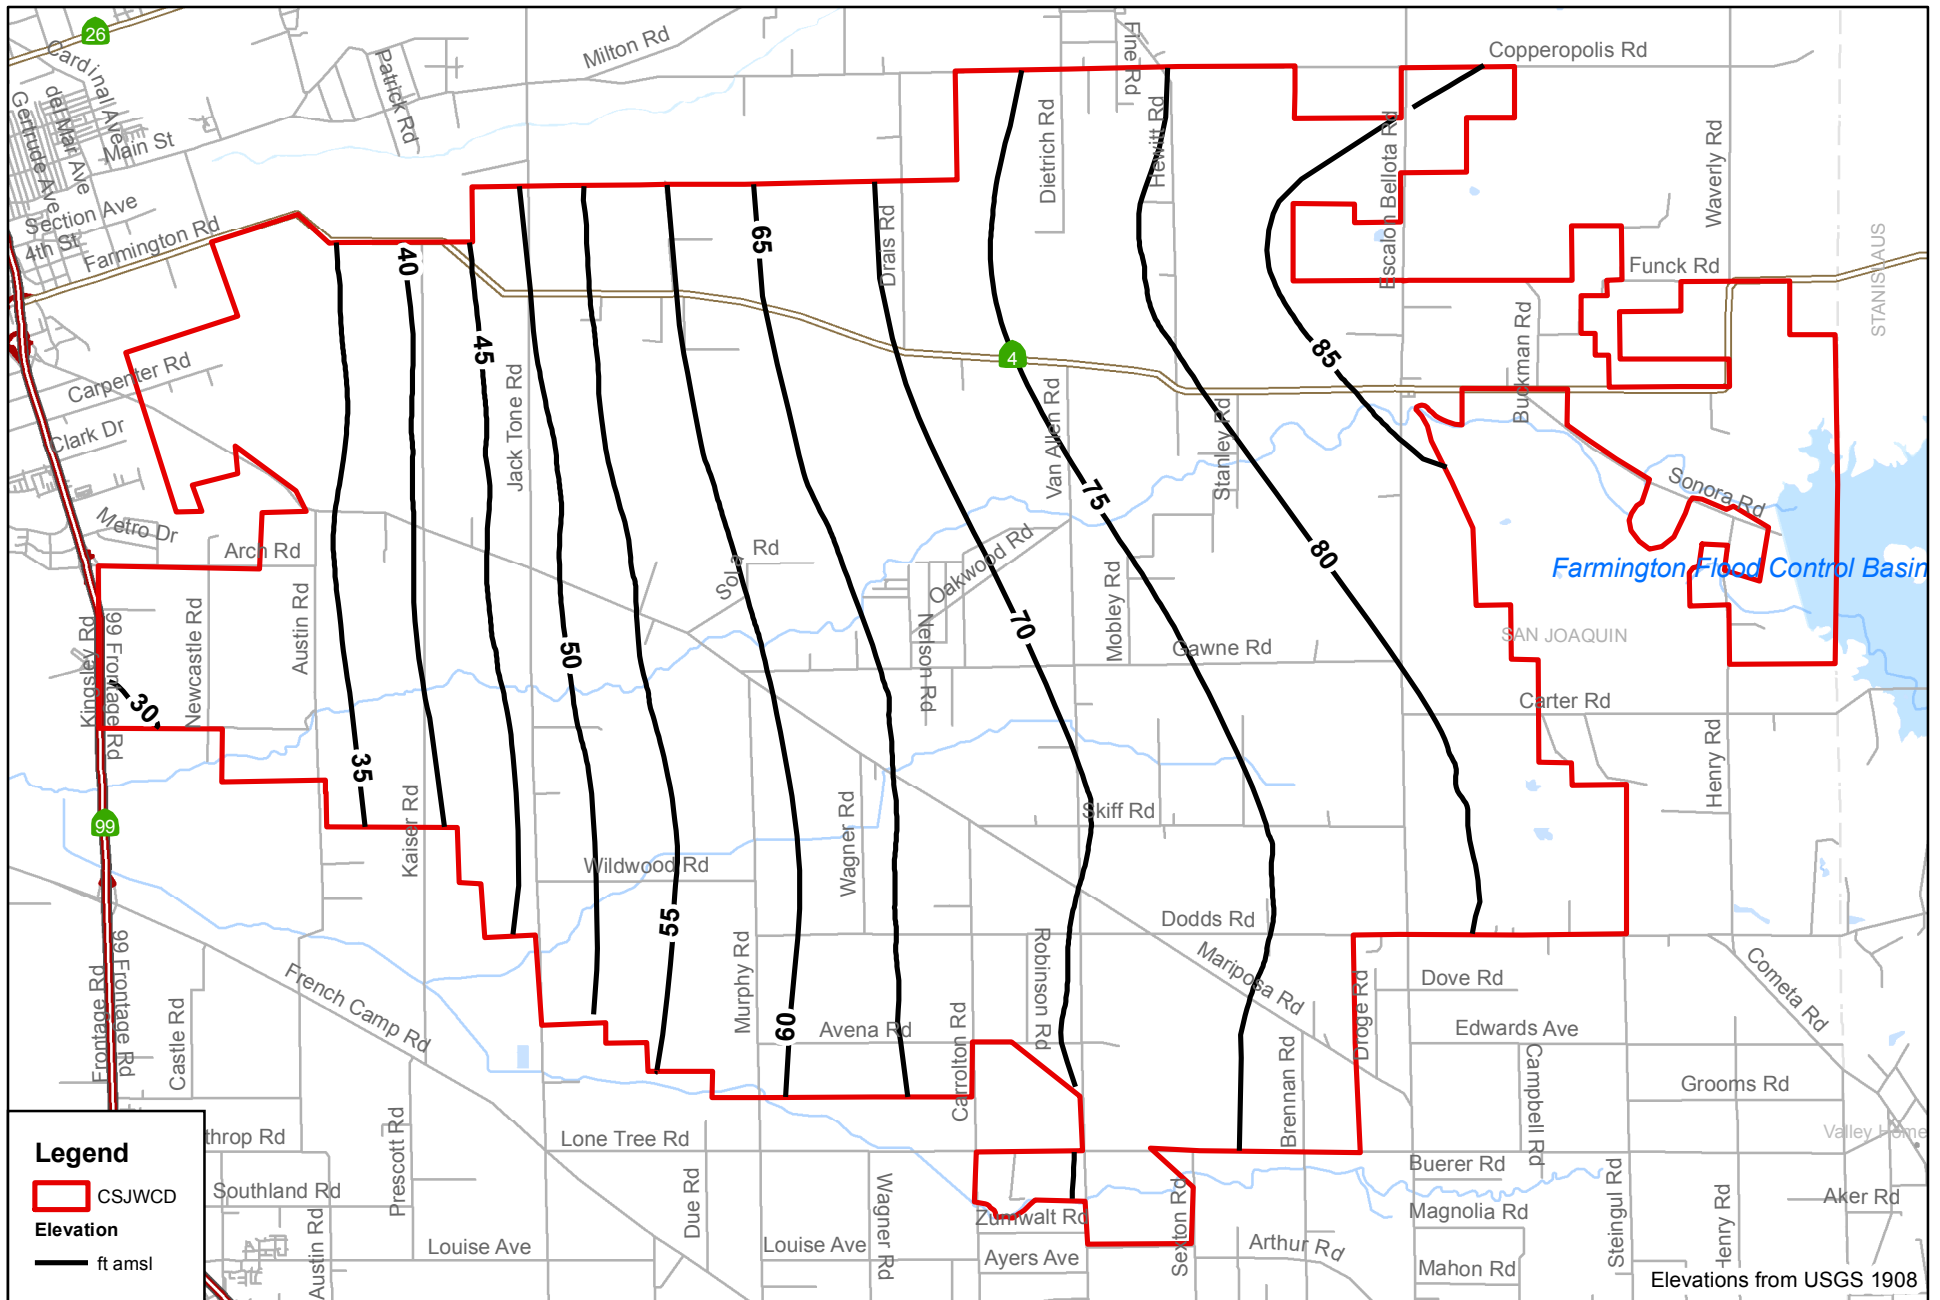 26
Cardinal Ave
Gertrude Ave
del Mar Ave
Main St
Section Ave
4th St
Farmington Rd
Patrick Rd
Milton Rd
Fine Rd
Copperopolis Rd
Dietrich Rd
Hewitt Rd
Escalon Bellota Rd
Waverly Rd
STANISLAUS
Drais Rd
Funck Rd
40
65
45
85
4
Carpenter Rd
Clark Dr
Jack Tone Rd
Van Allen Rd
Stanley Rd
Buckman Rd
Sonora Rd
75
80
Metro Dr
Arch Rd
Austin Rd
Newcastle Rd
Kingsley Rd
99 Frontage Rd
30
35
50
Sola Rd
Oakwood Rd
Nelson Rd
70
Mobley Rd
Gawne Rd
Farmington Flood Control Basin
SAN JOAQUIN
Carter Rd
Henry Rd
99
Kaiser Rd
Wildwood Rd
Wagner Rd
Skiff Rd
Dodds Rd
55
Murphy Rd
60
Avena Rd
Carrolton Rd
Robinson Rd
Mariposa Rd
Droge Rd
Dove Rd
Cometa Rd
Edwards Ave
Campbell Rd
Grooms Rd
Brennan Rd
Frontage Rd
99 Frontage Rd
Castle Rd
French Camp Rd
Prescott Rd
Lone Tree Rd
Due Rd
Wagner Rd
Louise Ave
Louise Ave
Zumwalt Rd
Ayers Ave
Sexton Rd
Arthur Rd
Buerer Rd
Magnolia Rd
Mahon Rd
Steingul Rd
Henry Rd
Aker Rd
Valley Home
throp Rd
Southland Rd
Austin Rd
Legend
CSJWCD
Elevation
ft amsl
Elevations from USGS 1908